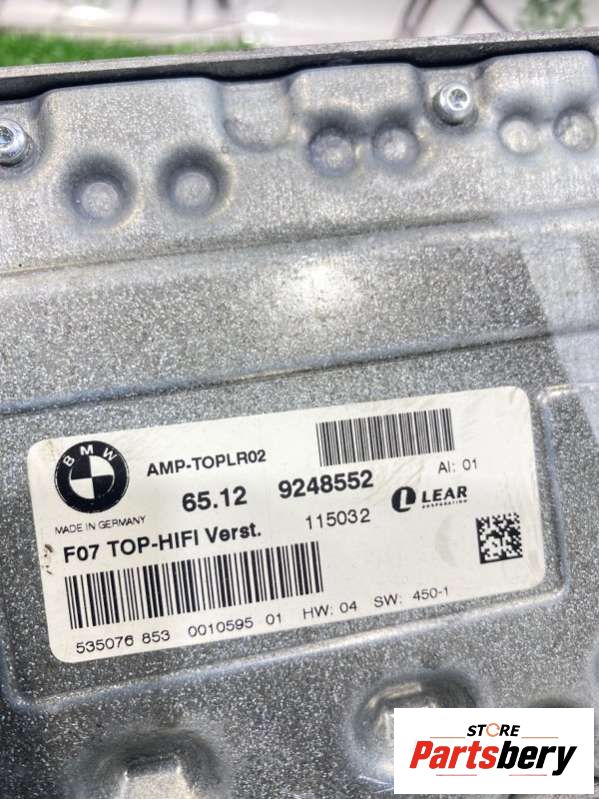 BMW
AMP-TOPLR02
65.12 9248552
AI: 01
MADE IN GERMANY
F07 TOP-HIFI Verst.
115032
LEAR
CORPORATION
535076 853 0010595 01 HW: 04 SW: 450-1
STORE
Partsbery